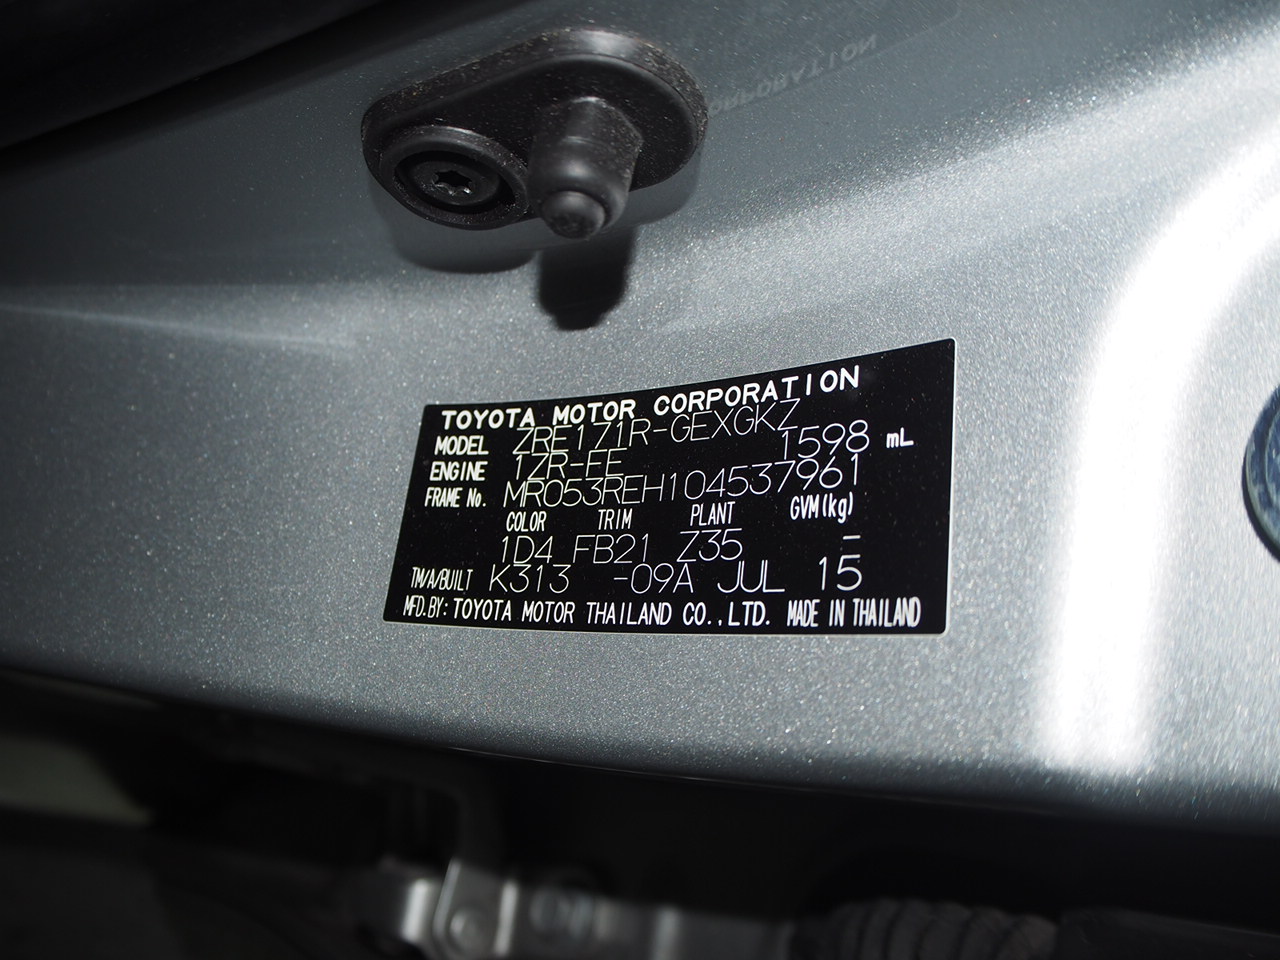 TOYOTA MOTOR CORPORATION
MODEL ZRE171R-GEXGKZ
ENGINE 1ZR-FE 1598 mL
FRAME No. MR053REH104537961
COLOR TRIM PLANT GVM(kg)
1D4 FB21 Z35 -
TM/A/BUILT K313 -09A JUL 15
MFD.BY: TOYOTA MOTOR THAILAND CO.,LTD. MADE IN THAILAND